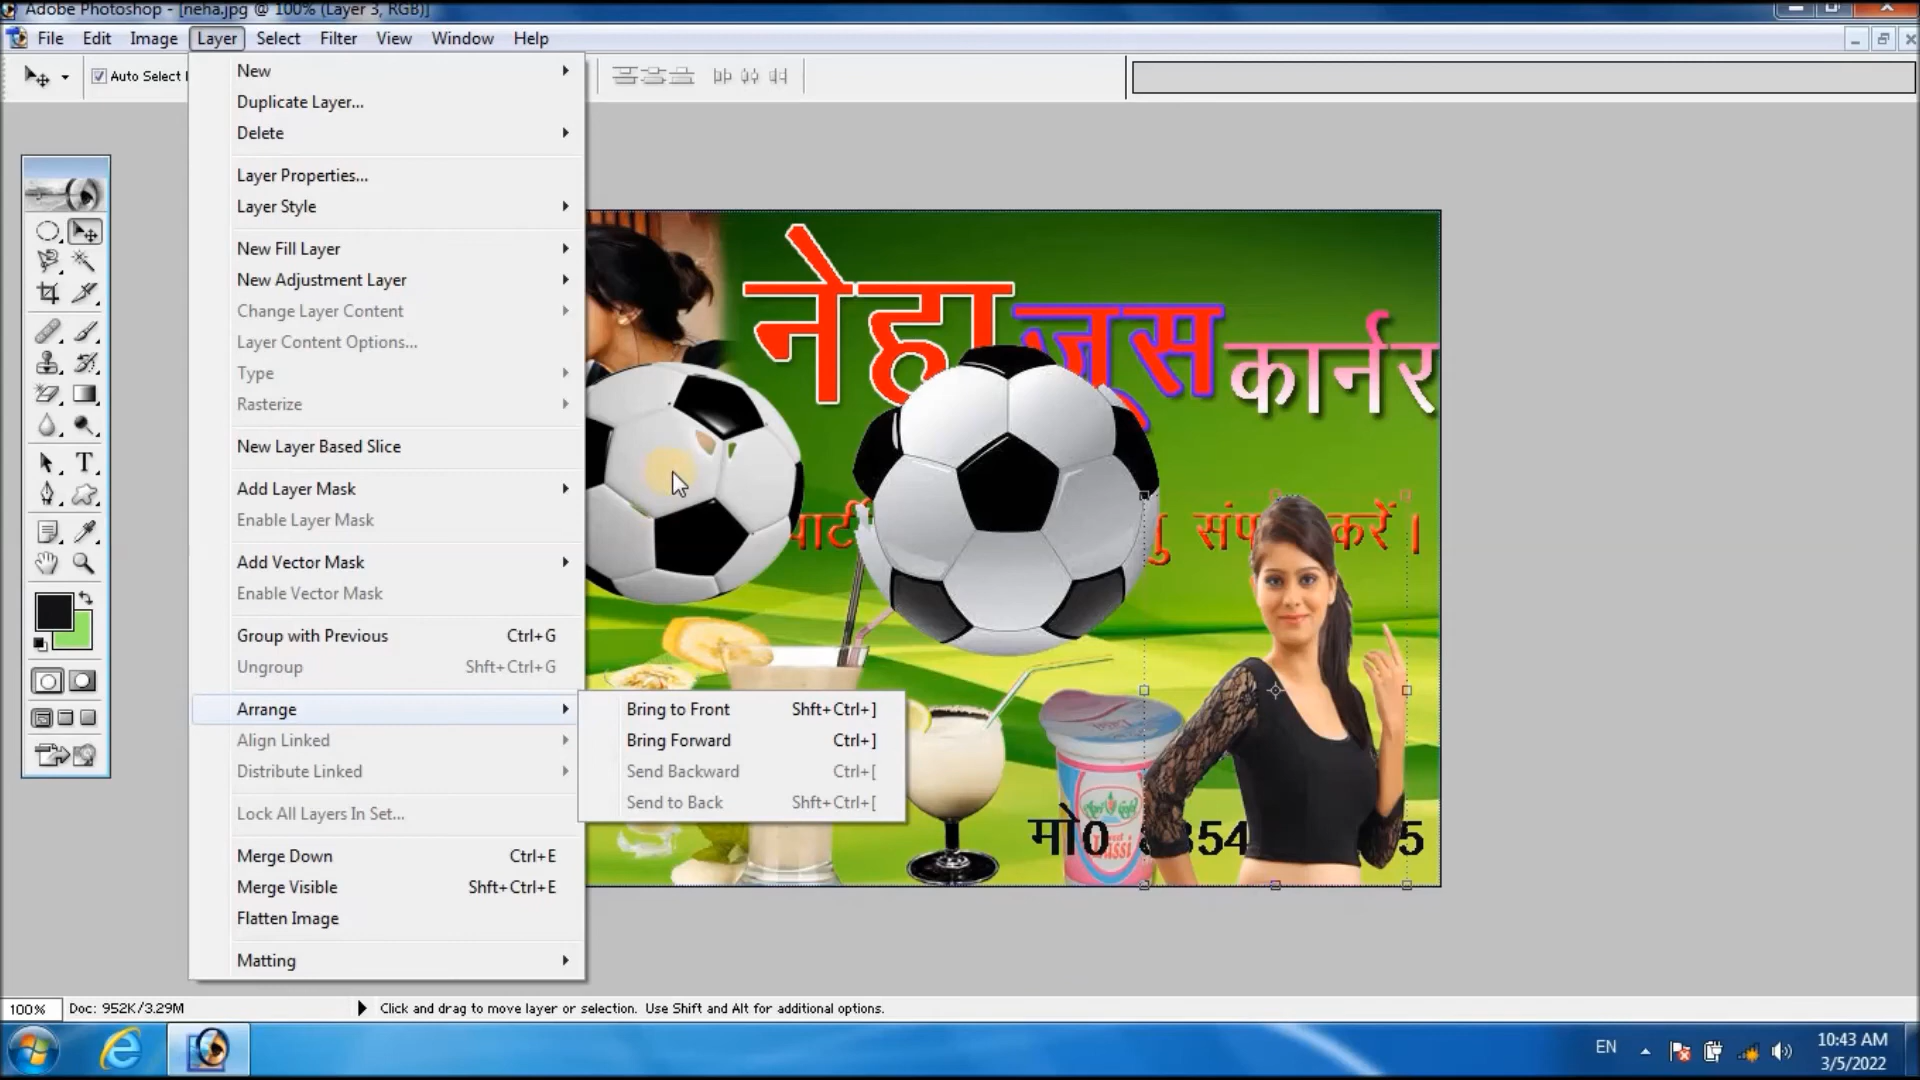 Adobe Photoshop - [neha.jpg @ 100% (Layer 3, RGB)]
File Edit Image Layer Select Filter View Window Help
Auto Select
New
Duplicate Layer...
Delete
Layer Properties...
Layer Style
New Fill Layer
New Adjustment Layer
Change Layer Content
Layer Content Options...
Type
Rasterize
New Layer Based Slice
Add Layer Mask
Enable Layer Mask
Add Vector Mask
Enable Vector Mask
Group with Previous Ctrl+G
Ungroup Shft+Ctrl+G
Arrange
Align Linked
Distribute Linked
Lock All Layers In Set...
Merge Down Ctrl+E
Merge Visible Shft+Ctrl+E
Flatten Image
Matting
Bring to Front Shft+Ctrl+]
Bring Forward Ctrl+]
Send Backward Ctrl+[
Send to Back Shft+Ctrl+[
नेहा जूस कार्नर
करें।
मो0 354 5
100% Doc: 952K/3.29M Click and drag to move layer or selection. Use Shift and Alt for additional options.
EN
10:43 AM
3/5/2022